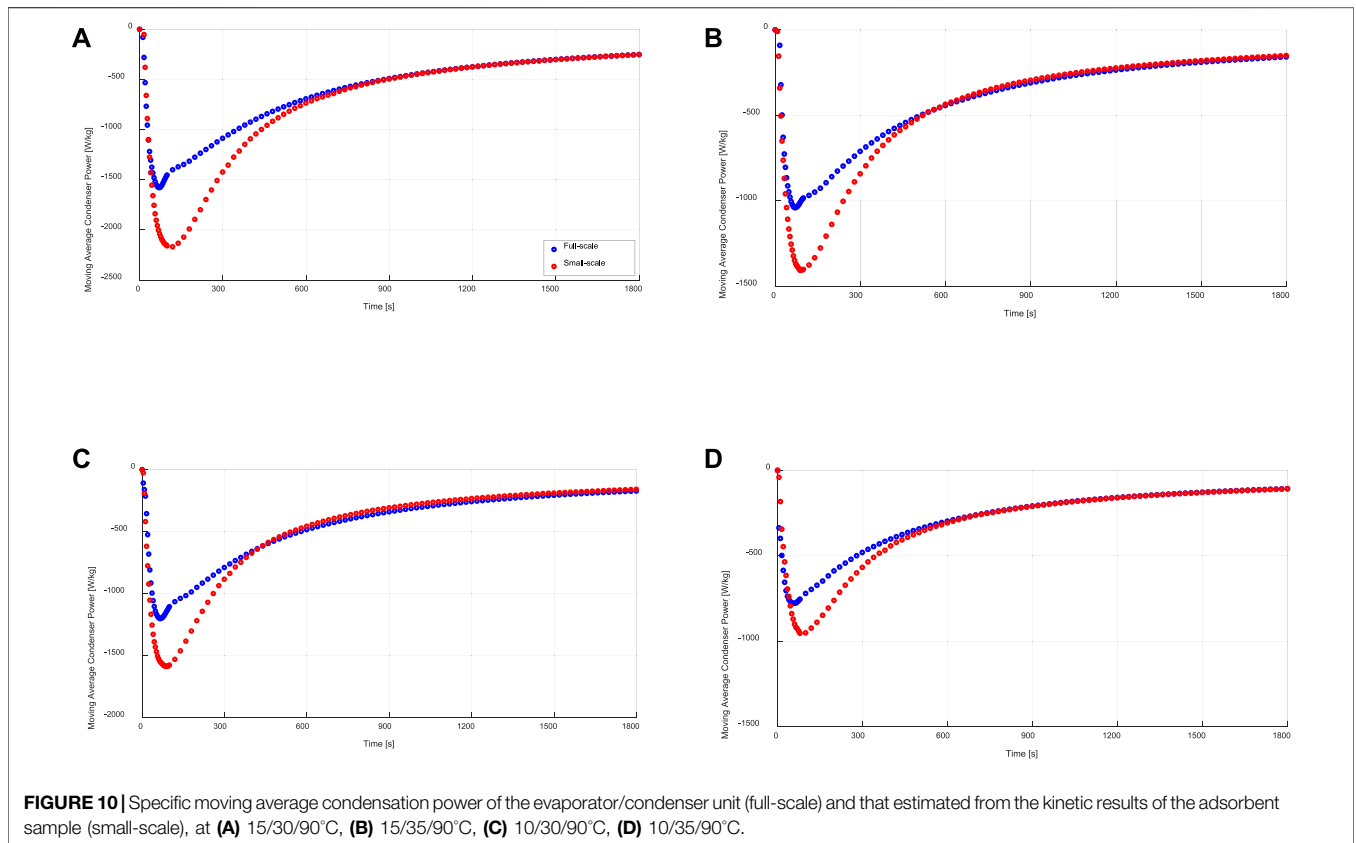 A
0
-500
-1000
-1500
-2000
-2500
Moving Average Condenser Power [W/kg]
0 300 600 900 1200 1500 1800
Time [s]
Full-scale
Small-scale
B
0
-500
-1000
-1500
Moving Average Condenser Power [W/kg]
0 300 600 900 1200 1500 1800
Time [s]
C
0
-500
-1000
-1500
-2000
Moving Average Condenser Power [W/kg]
0 300 600 900 1200 1500 1800
Time [s]
D
0
-500
-1000
-1500
Moving Average Condenser Power [W/kg]
0 300 600 900 1200 1500 1800
Time [s]
FIGURE 10 | Specific moving average condensation power of the evaporator/condenser unit (full-scale) and that estimated from the kinetic results of the adsorbent
sample (small-scale), at (A) 15/30/90°C, (B) 15/35/90°C, (C) 10/30/90°C, (D) 10/35/90°C.